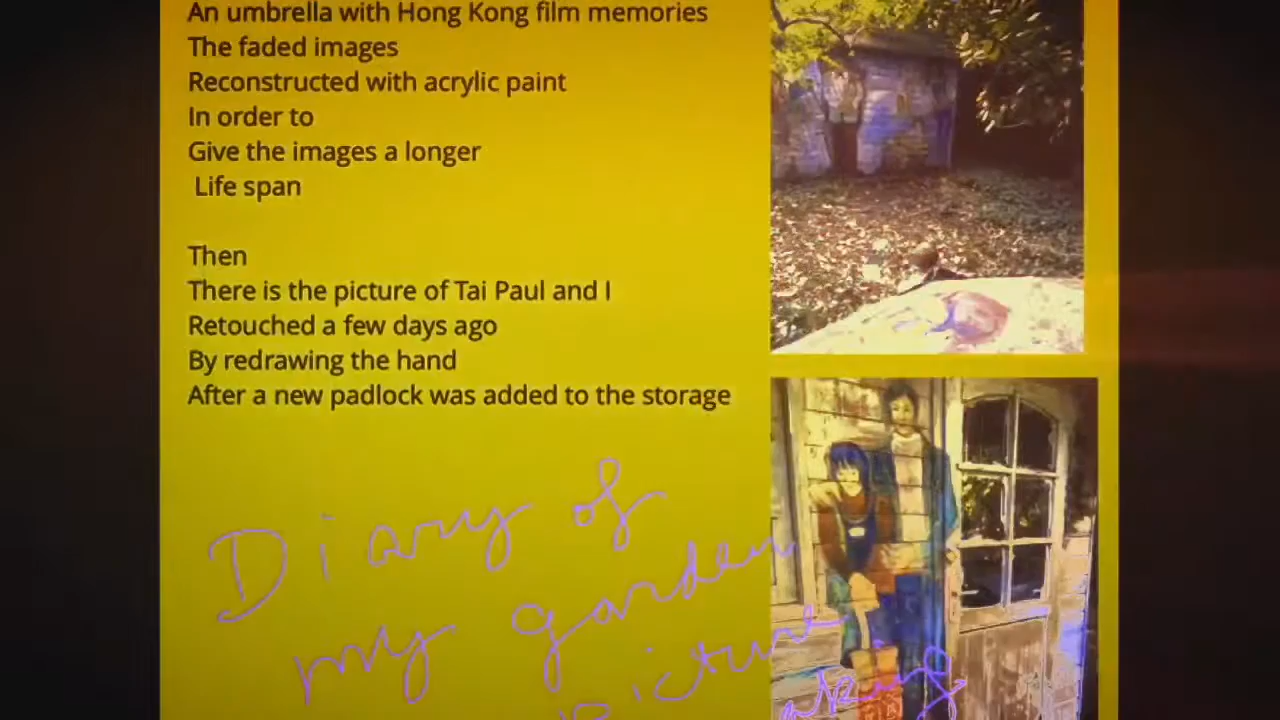 An umbrella with Hong Kong film memories
The faded images
Reconstructed with acrylic paint
In order to
Give the images a longer
Life span
Then
There is the picture of Tai Paul and I
Retouched a few days ago
By redrawing the hand
After a new padlock was added to the storage
Diary of
my garden
picture